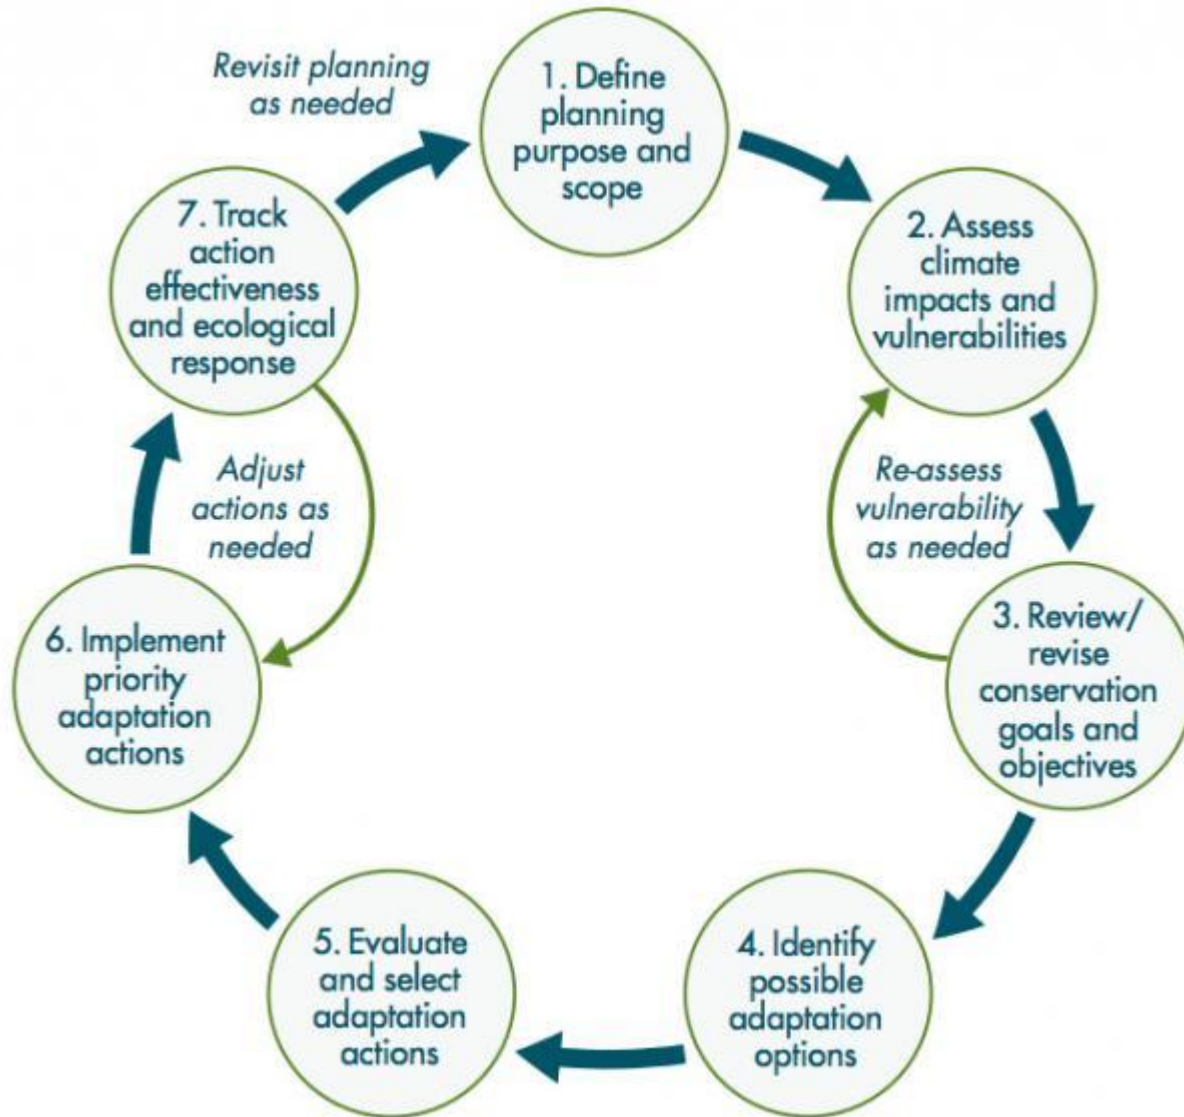 Revisit planning
as needed
1. Define
planning
purpose and
scope
2. Assess
climate
impacts and
vulnerabilities
Re-assess
vulnerability
as needed
3. Review/
revise
conservation
goals and
objectives
4. Identify
possible
adaptation
options
5. Evaluate
and select
adaptation
actions
6. Implement
priority
adaptation
actions
7. Track
action
effectiveness
and ecological
response
Adjust
actions as
needed